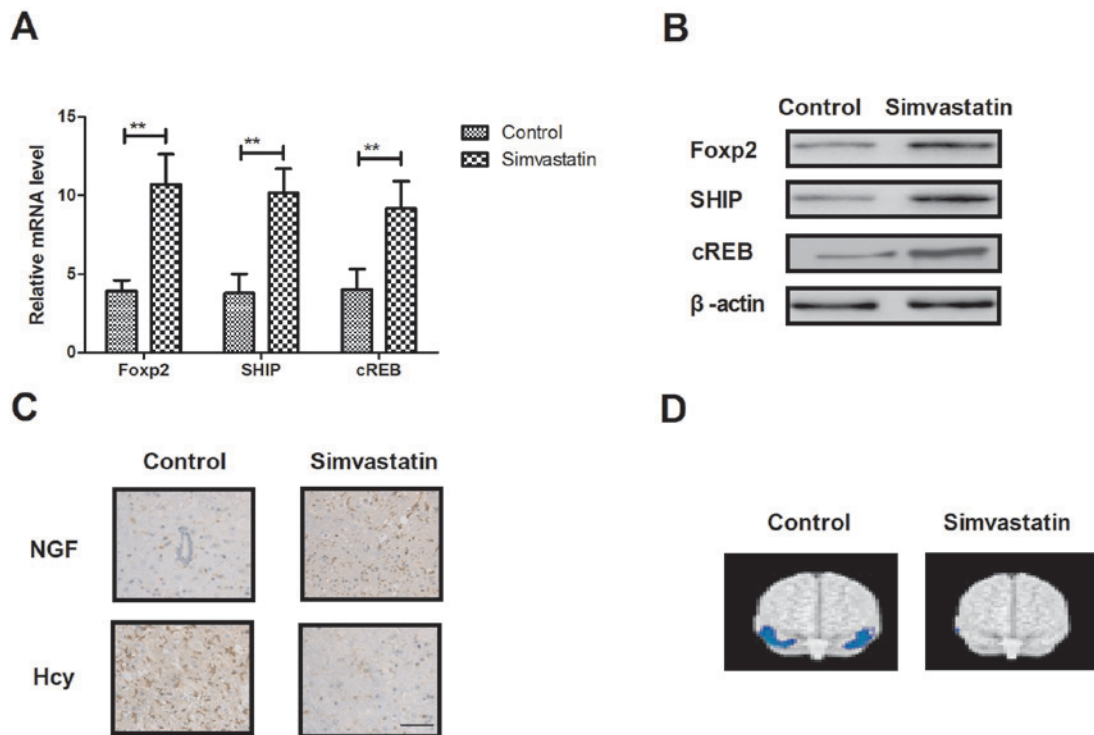 A
Relative mRNA level
15
10
5
0
**
**
**
Foxp2 SHIP cREB
Control
Simvastatin
B
Control Simvastatin
Foxp2
SHIP
cREB
β-actin
C
Control Simvastatin
NGF
Hcy
D
Control Simvastatin